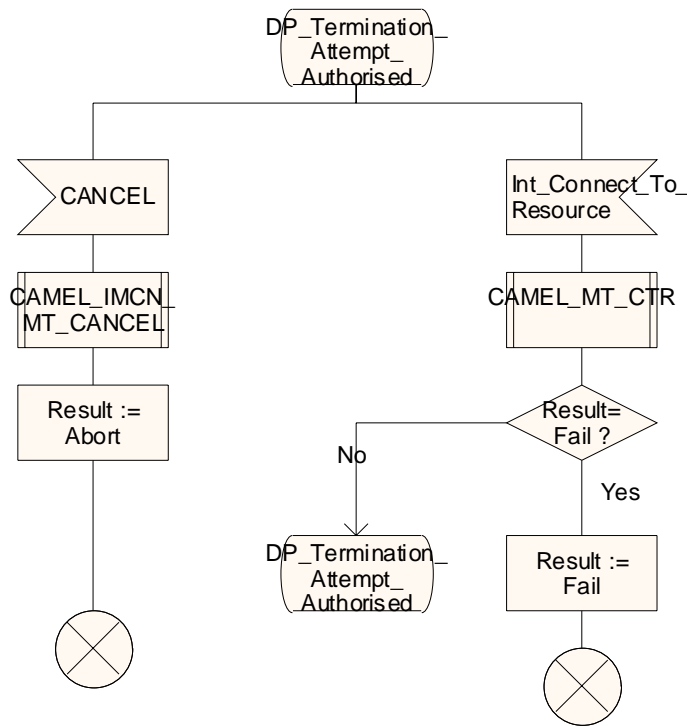 DP_Termination_
Attempt_
Authorised
CANCEL
Int_Connect_To_
Resource
CAMEL_IMCN_
MT_CANCEL
CAMEL_MT_CTR
Result :=
Abort
Result=
Fail ?
No
Yes
DP_Termination_
Attempt_
Authorised
Result :=
Fail